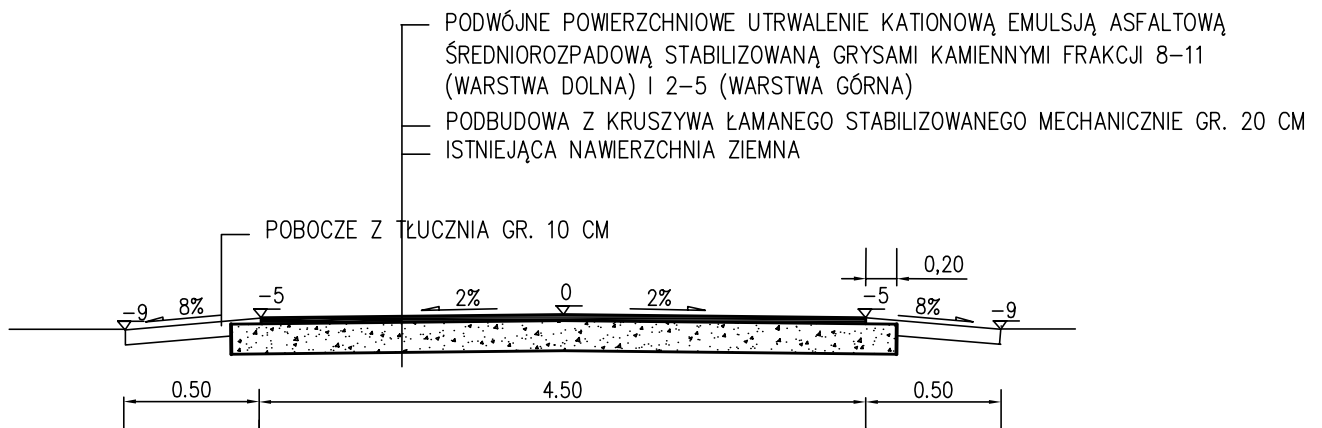 PODWÓJNE POWIERZCHNIOWE UTRWALENIE KATIONOWĄ EMULSJĄ ASFALTOWĄ
ŚREDNIOROZPADOWĄ STABILIZOWANĄ GRYSAMI KAMIENNYMI FRAKCJI 8-11
(WARSTWA DOLNA) I 2-5 (WARSTWA GÓRNA)
PODBUDOWA Z KRUSZYWA ŁAMANEGO STABILIZOWANEGO MECHANICZNIE GR. 20 CM
ISTNIEJĄCA NAWIERZCHNIA ZIEMNA
POBOCZE Z TŁUCZNIA GR. 10 CM
0,20
-9 8% -5 2% 0 2% -5 8% -9
0.50 4.50 0.50